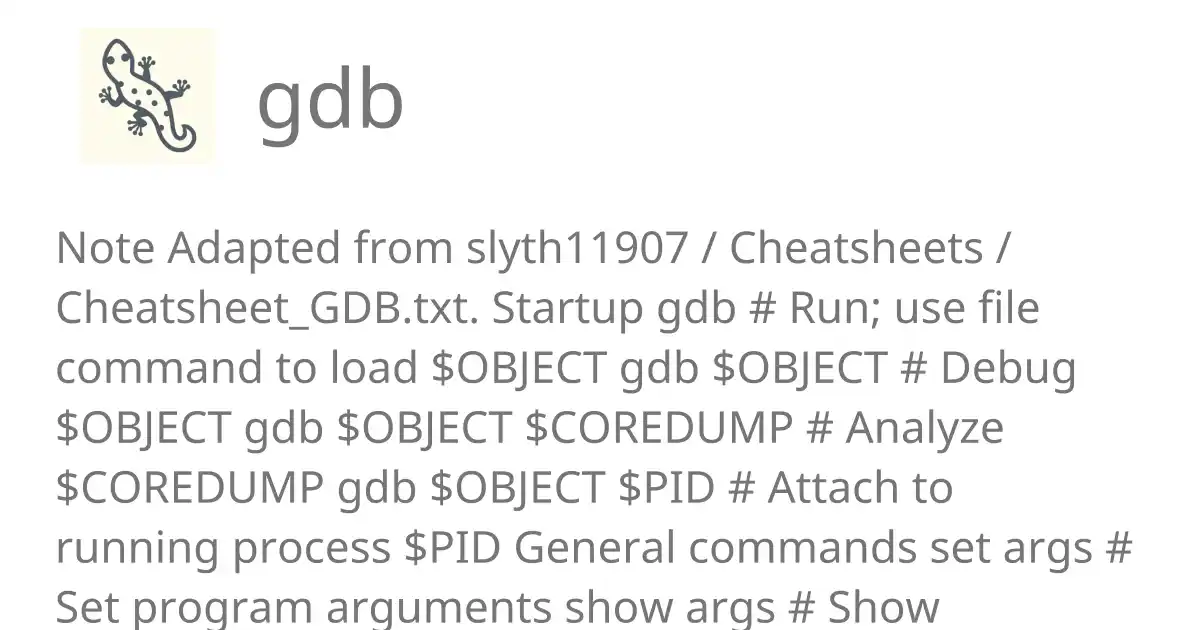 gdb
Note Adapted from slyth11907 / Cheatsheets /
Cheatsheet_GDB.txt. Startup gdb # Run; use file
command to load $OBJECT gdb $OBJECT # Debug
$OBJECT gdb $OBJECT $COREDUMP # Analyze
$COREDUMP gdb $OBJECT $PID # Attach to
running process $PID General commands set args #
Set program arguments show args # Show